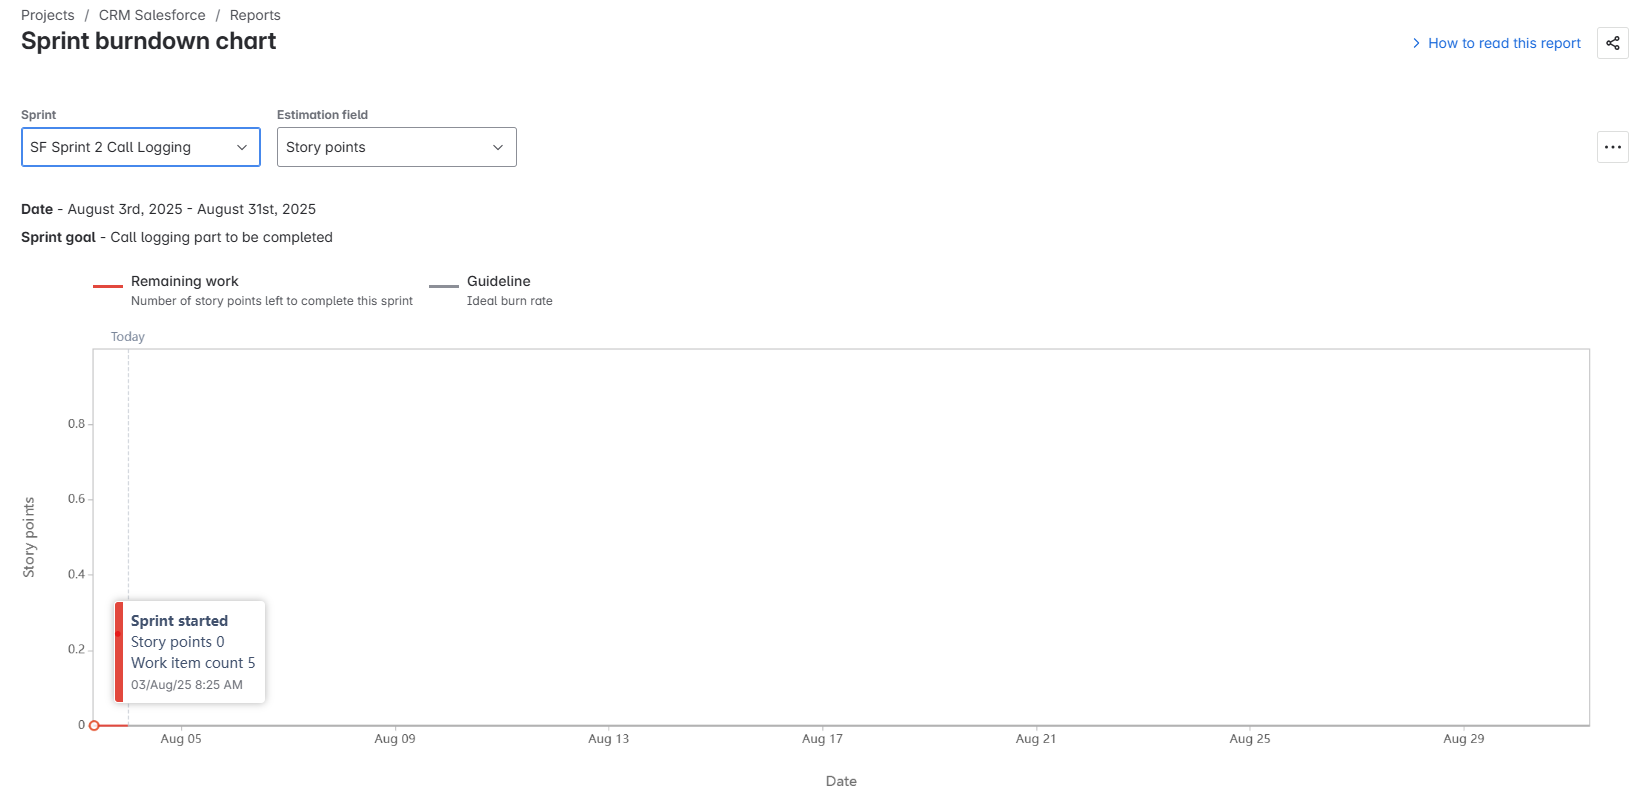 Projects / CRM Salesforce / Reports
Sprint burndown chart
How to read this report
Sprint
Estimation field
SF Sprint 2 Call Logging
Story points
Date - August 3rd, 2025 - August 31st, 2025
Sprint goal - Call logging part to be completed
Remaining work
Number of story points left to complete this sprint
Guideline
Ideal burn rate
Today
0.8
0.6
0.4
0.2
0
Story points
Sprint started
Story points 0
Work item count 5
03/Aug/25 8:25 AM
Aug 05
Aug 09
Aug 13
Aug 17
Aug 21
Aug 25
Aug 29
Date